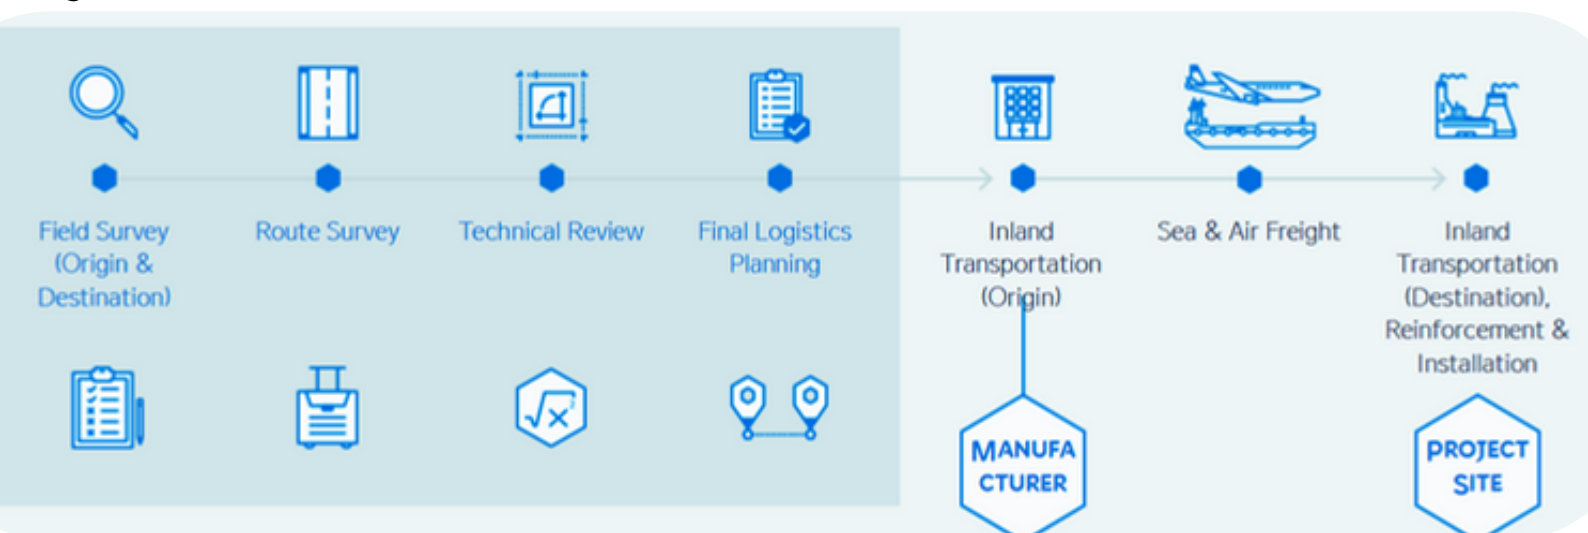 Field Survey
(Origin &
Destination)
Route Survey
Technical Review
Final Logistics
Planning
Inland
Transportation
(Origin)
Sea & Air Freight
Inland
Transportation
(Destination),
Reinforcement &
Installation
√x
MANUFA
CTURER
PROJECT
SITE